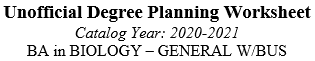 Unofficial Degree Planning Worksheet
Catalog Year: 2020-2021
BA in BIOLOGY – GENERAL W/BUS